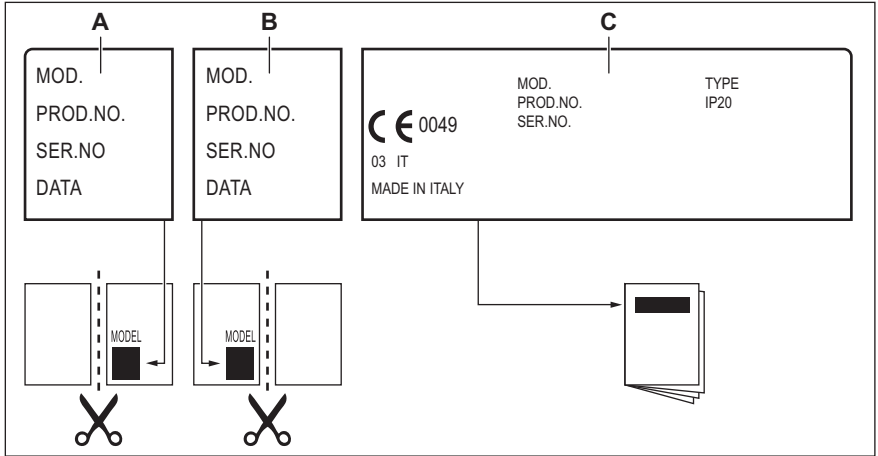 A
B
C
MOD.
PROD.NO.
SER.NO
DATA
MOD.
PROD.NO.
SER.NO
DATA
MOD.
PROD.NO.
SER.NO.
TYPE
IP20
CE 0049
03 IT
MADE IN ITALY
MODEL
MODEL